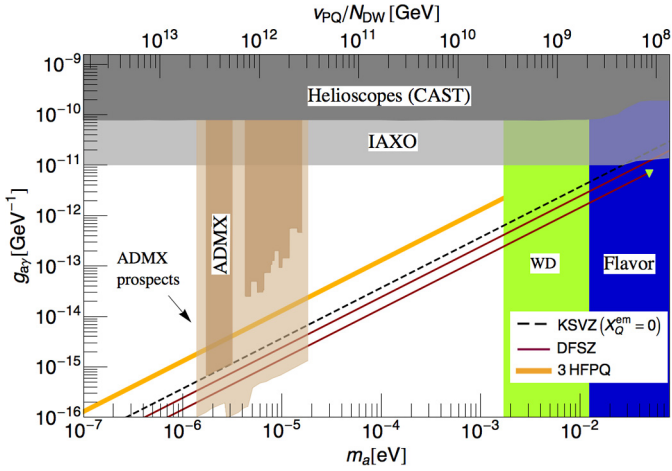 v_PQ/N_DW [GeV]
10^13 10^12 10^11 10^10 10^9 10^8
10^-9
10^-10
10^-11
10^-12
10^-13
10^-14
10^-15
10^-16
g_aγ [GeV^-1]
Helioscopes (CAST)
IAXO
ADMX
prospects
ADMX
WD
Flavor
KSVZ (X_Q^em = 0)
DFSZ
3 HFPQ
10^-7 10^-6 10^-5 10^-4 10^-3 10^-2
m_a [eV]